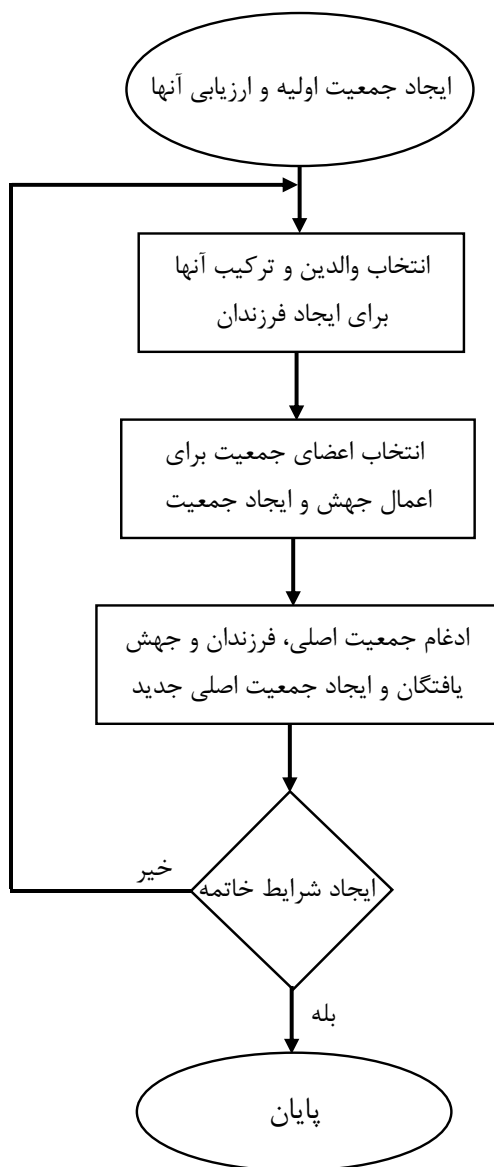 ایجاد جمعیت اولیه و ارزیابی آنها
انتخاب والدین و ترکیب آنها
برای ایجاد فرزندان
انتخاب اعضای جمعیت برای
اعمال جهش و ایجاد جمعیت
ادغام جمعیت اصلی، فرزندان و جهش
یافتگان و ایجاد جمعیت اصلی جدید
خیر
ایجاد شرایط خاتمه
بله
پایان